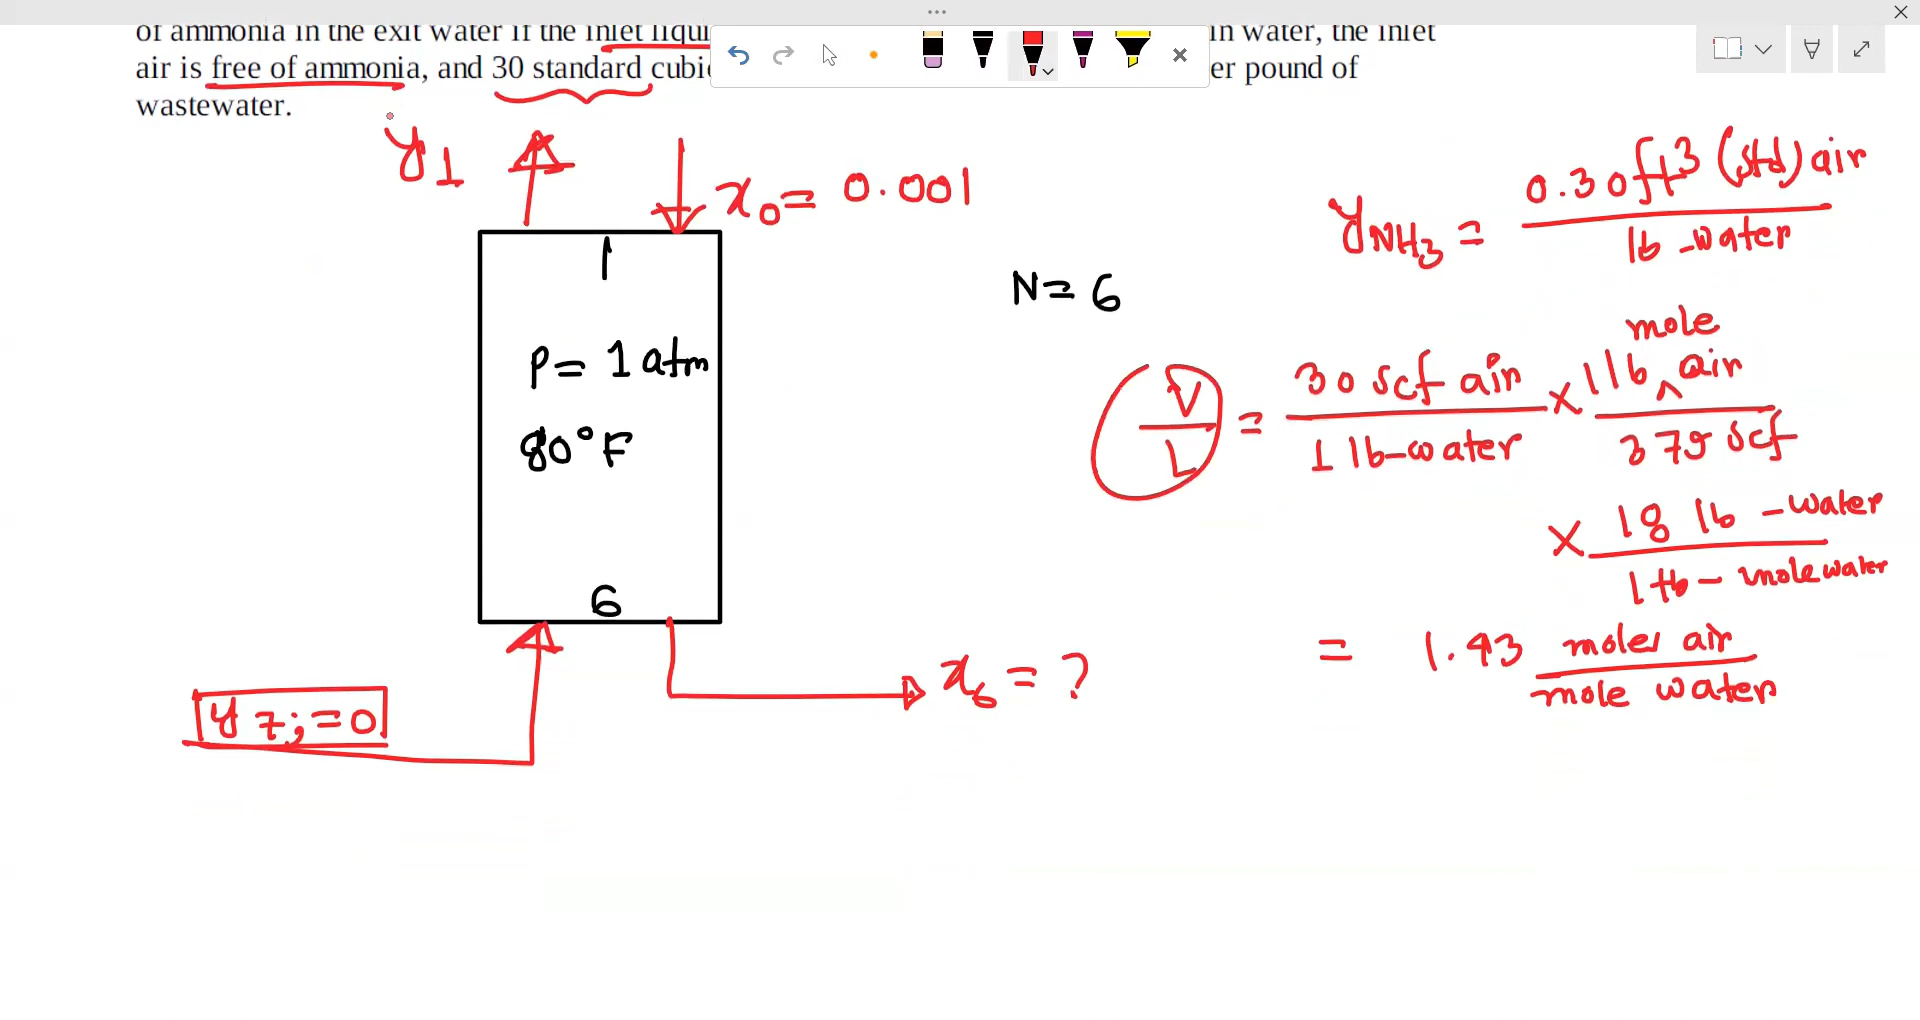 of ammonia in the exit water if the inlet in water, the inlet
air is free of ammonia, and 30 standard er pound of
wastewater.
y1
x0 = 0.001
1
P = 1 atm
80°F
6
N = 6
y7; = 0
x6 = ?
yNH3 = 0.30 ft3 (std) air
lb - water
V/L = 30 scf air / 1 lb-water × 1 lb mole air / 379 scf
× 18 lb - water / 1 lb - mole water
= 1.43 moles air / mole water